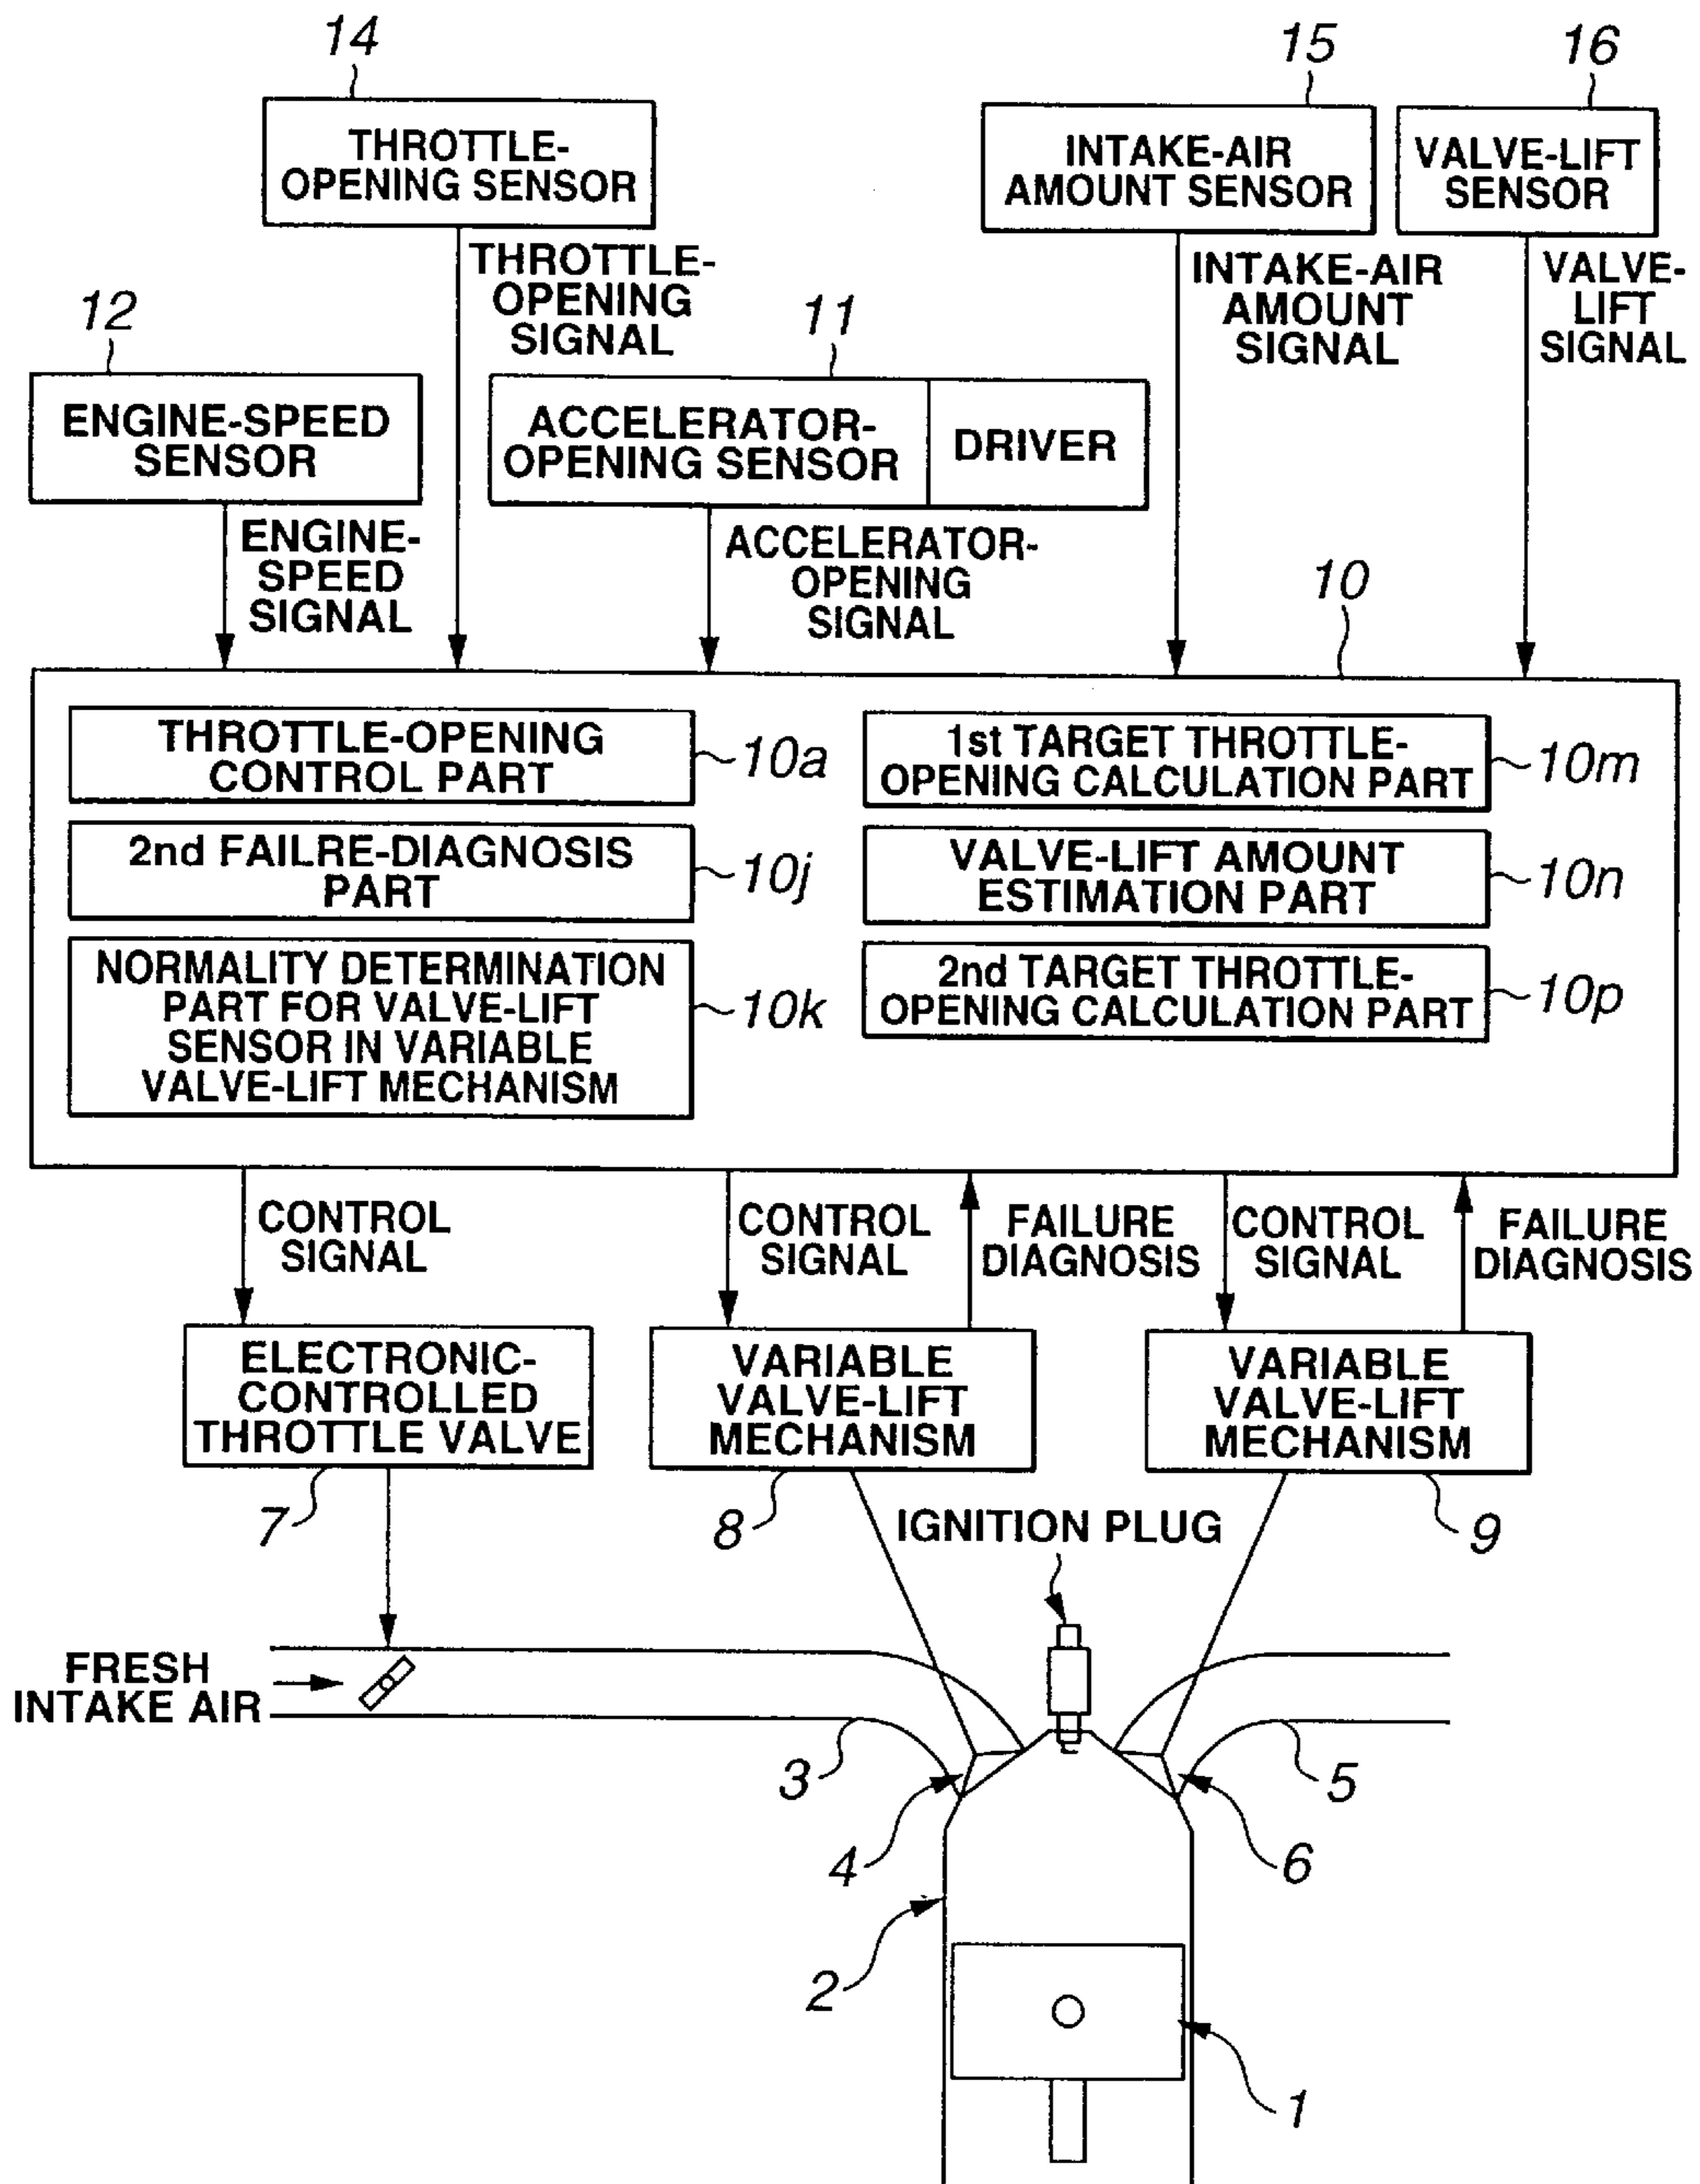 14
15
16
THROTTLE-
OPENING SENSOR
INTAKE-AIR
AMOUNT SENSOR
VALVE-LIFT
SENSOR
THROTTLE-
OPENING
SIGNAL
INTAKE-AIR
AMOUNT
SIGNAL
VALVE-
LIFT
SIGNAL
12
11
ENGINE-SPEED
SENSOR
ACCELERATOR-
OPENING SENSOR
DRIVER
ENGINE-
SPEED
SIGNAL
ACCELERATOR-
OPENING
SIGNAL
10
THROTTLE-OPENING
CONTROL PART
10a
1st TARGET THROTTLE-
OPENING CALCULATION PART
10m
2nd FAILRE-DIAGNOSIS
PART
10j
VALVE-LIFT AMOUNT
ESTIMATION PART
10n
NORMALITY DETERMINATION
PART FOR VALVE-LIFT
SENSOR IN VARIABLE
VALVE-LIFT MECHANISM
10k
2nd TARGET THROTTLE-
OPENING CALCULATION PART
10p
CONTROL
SIGNAL
CONTROL
SIGNAL
FAILURE
DIAGNOSIS
CONTROL
SIGNAL
FAILURE
DIAGNOSIS
ELECTRONIC-
CONTROLLED
THROTTLE VALVE
VARIABLE
VALVE-LIFT
MECHANISM
VARIABLE
VALVE-LIFT
MECHANISM
7
8
IGNITION PLUG
9
FRESH
INTAKE AIR
3
5
4
6
2
1